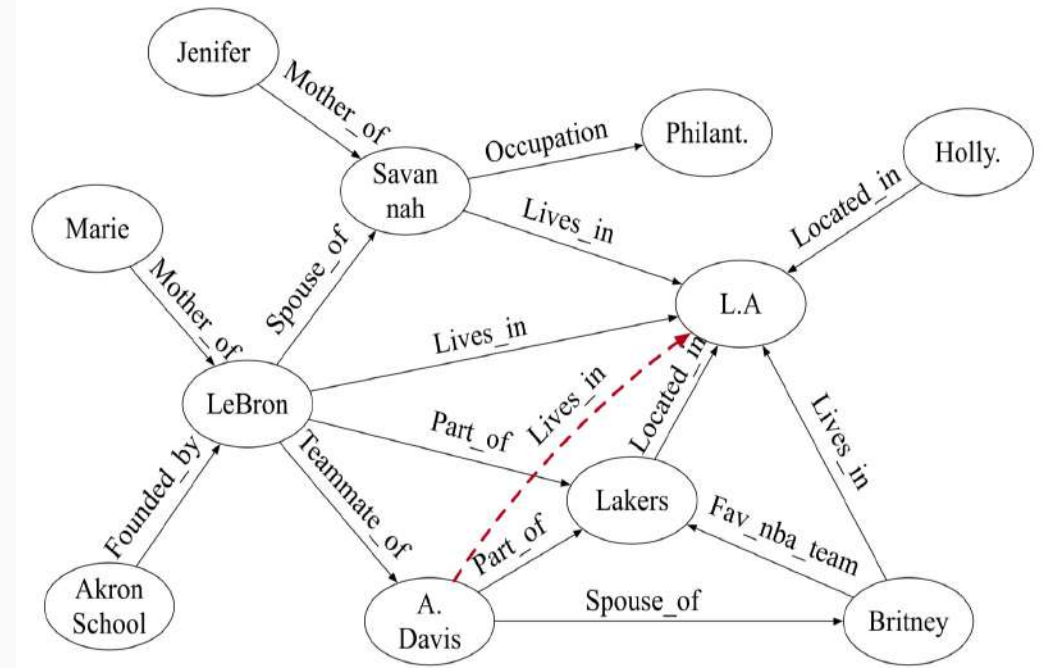 Jenifer
Mother_of
Occupation
Philant.
Holly.
Savan
nah
Located_in
Marie
Lives_in
Mother_of
Spouse_of
L.A
Lives_in
LeBron
Lives_in
Located_in
Part_of
Lives_in
Teammate_of
Founded_by
Lakers
Fav_nba_team
Part_of
Akron
School
A.
Davis
Spouse_of
Britney